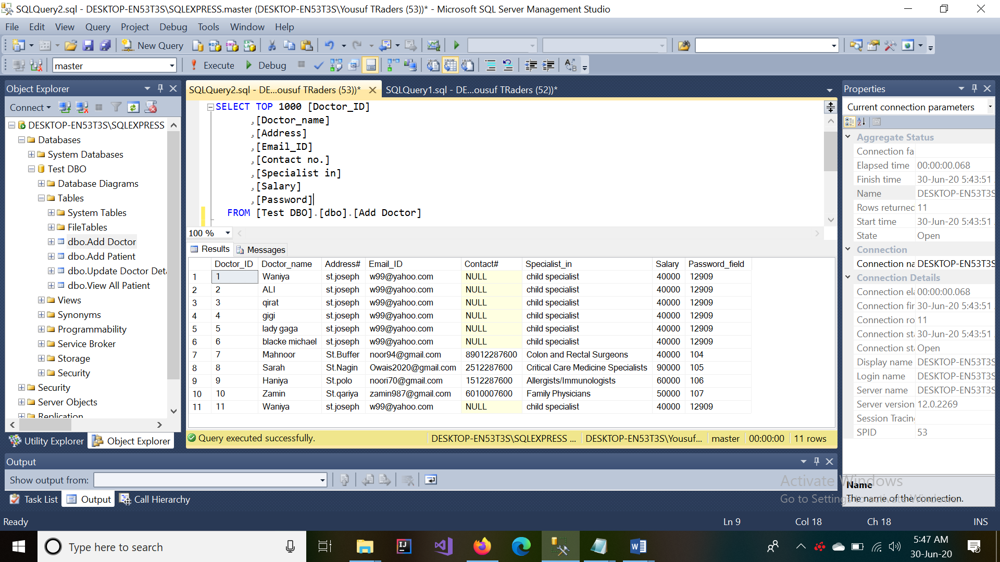 SQLQuery2.sql - DESKTOP-EN53T3S\SQLEXPRESS.master (DESKTOP-EN53T3S\Yousuf TRaders (53))* - Microsoft SQL Server Management Studio
File Edit View Query Project Debug Tools Window Help
New Query
master Execute Debug
Object Explorer
Connect
DESKTOP-EN53T3S\SQLEXPRESS
Databases
System Databases
Test DBO
Database Diagrams
Tables
System Tables
FileTables
dbo.Add Doctor
dbo.Add Patient
dbo.Update Doctor Det
dbo.View All Patient
Views
Synonyms
Programmability
Service Broker
Storage
Security
Security
Server Objects
Replication
Utility Explorer Object Explorer
SQLQuery2.sql - DE...ousuf TRaders (53))* SQLQuery1.sql - DE...ousuf TRaders (52))*
SELECT TOP 1000 [Doctor_ID]
,[Doctor_name]
,[Address]
,[Email_ID]
,[Contact no.]
,[Specialist in]
,[Salary]
,[Password]
FROM [Test DBO].[dbo].[Add Doctor]
100 %
Results Messages
Doctor_ID Doctor_name Address# Email_ID Contact# Specialist_in Salary Password_field
1 1 Waniya st.joseph w99@yahoo.com NULL child specialist 40000 12909
2 2 ALI st.joseph w99@yahoo.com NULL child specialist 40000 12909
3 3 qirat st.joseph w99@yahoo.com NULL child specialist 40000 12909
4 4 gigi st.joseph w99@yahoo.com NULL child specialist 40000 12909
5 5 lady gaga st.joseph w99@yahoo.com NULL child specialist 40000 12909
6 6 blacke michael st.joseph w99@yahoo.com NULL child specialist 40000 12909
7 7 Mahnoor St.Buffer noor94@gmail.com 89012287600 Colon and Rectal Surgeons 40000 104
8 8 Sarah St.Nagin Owais2020@gmail.com 2512287600 Critical Care Medicine Specialists 90000 105
9 9 Haniya St.polo noori70@gmail.com 1512287600 Allergists/Immunologists 60000 106
10 10 Zamin St.qariya zamin987@gmail.com 6010007600 Family Physicians 50000 107
11 11 Waniya st.joseph w99@yahoo.com NULL child specialist 40000 12909
Query executed successfully. DESKTOP-EN53T3S\SQLEXPRESS ... DESKTOP-EN53T3S\Yousuf... master 00:00:00 11 rows
Properties
Current connection parameters
Aggregate Status
Connection fa
Elapsed time 00:00:00.068
Finish time 30-Jun-20 5:43:51
Name DESKTOP-EN53T3S
Rows returned 11
Start time 30-Jun-20 5:43:51
State Open
Connection
Connection na DESKTOP-EN53T3S
Connection Details
Connection ela 00:00:00.068
Connection fin 30-Jun-20 5:43:51
Connection ro 11
Connection sta 30-Jun-20 5:43:51
Connection sta Open
Display name DESKTOP-EN53T3S
Login name DESKTOP-EN53T3S
Server name DESKTOP-EN53T3S
Server version 12.0.2269
Session Tracin
SPID 53
Name
The name of the connection.
Activate Windows
Go to Settings to activate Windows.
Output
Show output from:
Task List Output Call Hierarchy
Ready Ln 9 Col 18 Ch 18 INS
Type here to search
5:47 AM
30-Jun-20